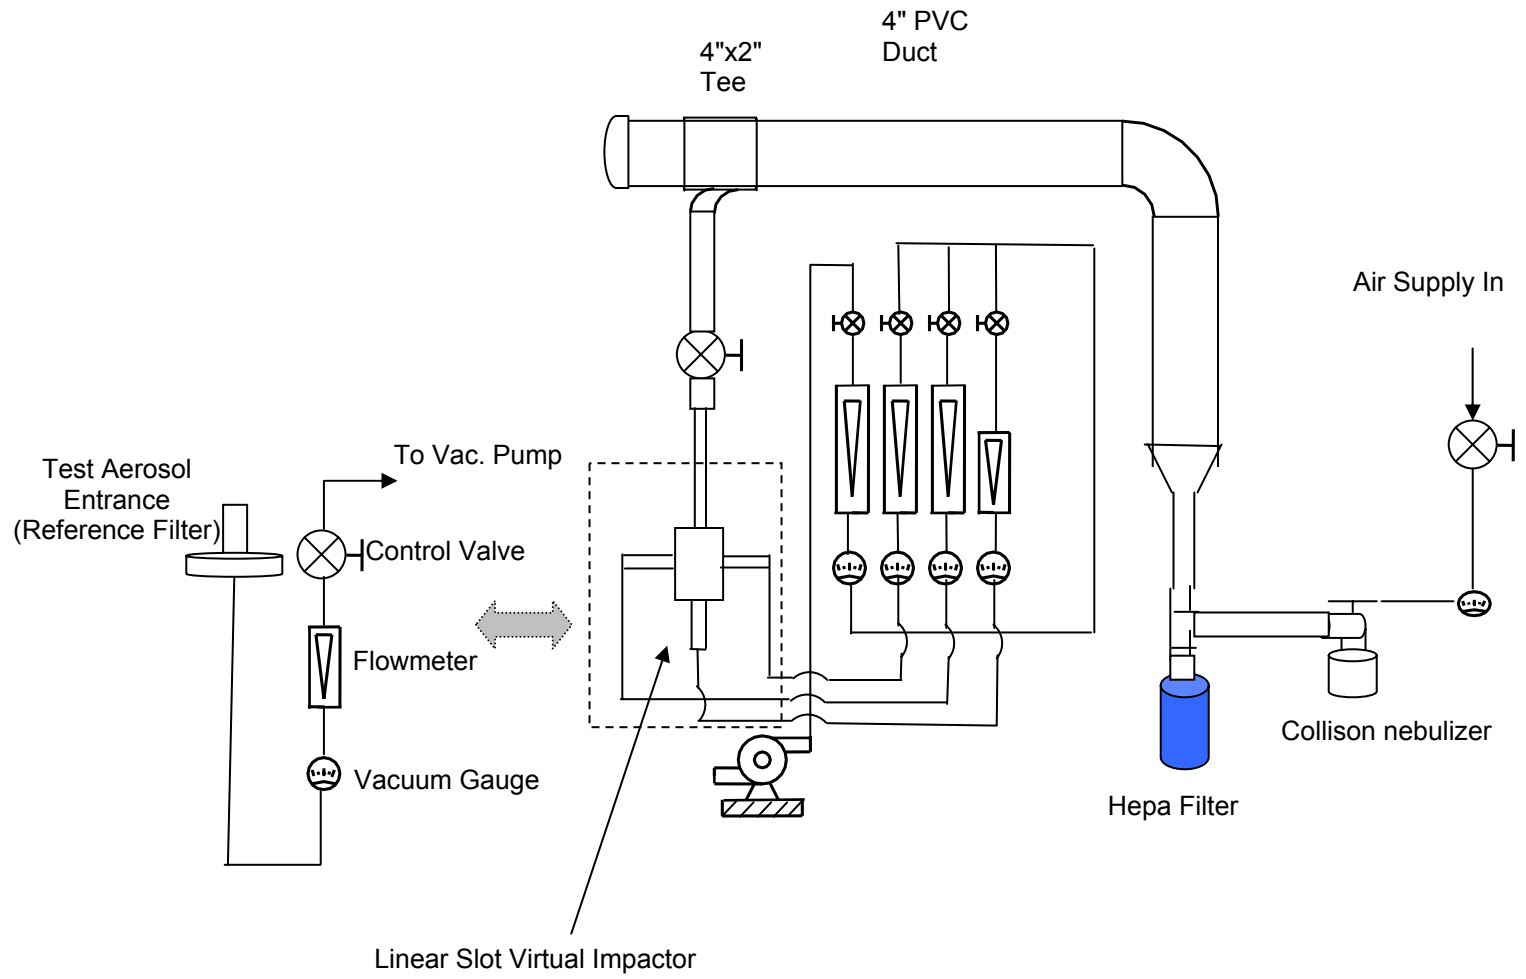 4" PVC
Duct
4"x2"
Tee
Air Supply In
To Vac. Pump
Test Aerosol
Entrance
(Reference Filter)
Control Valve
Flowmeter
Collison nebulizer
Vacuum Gauge
Hepa Filter
Linear Slot Virtual Impactor